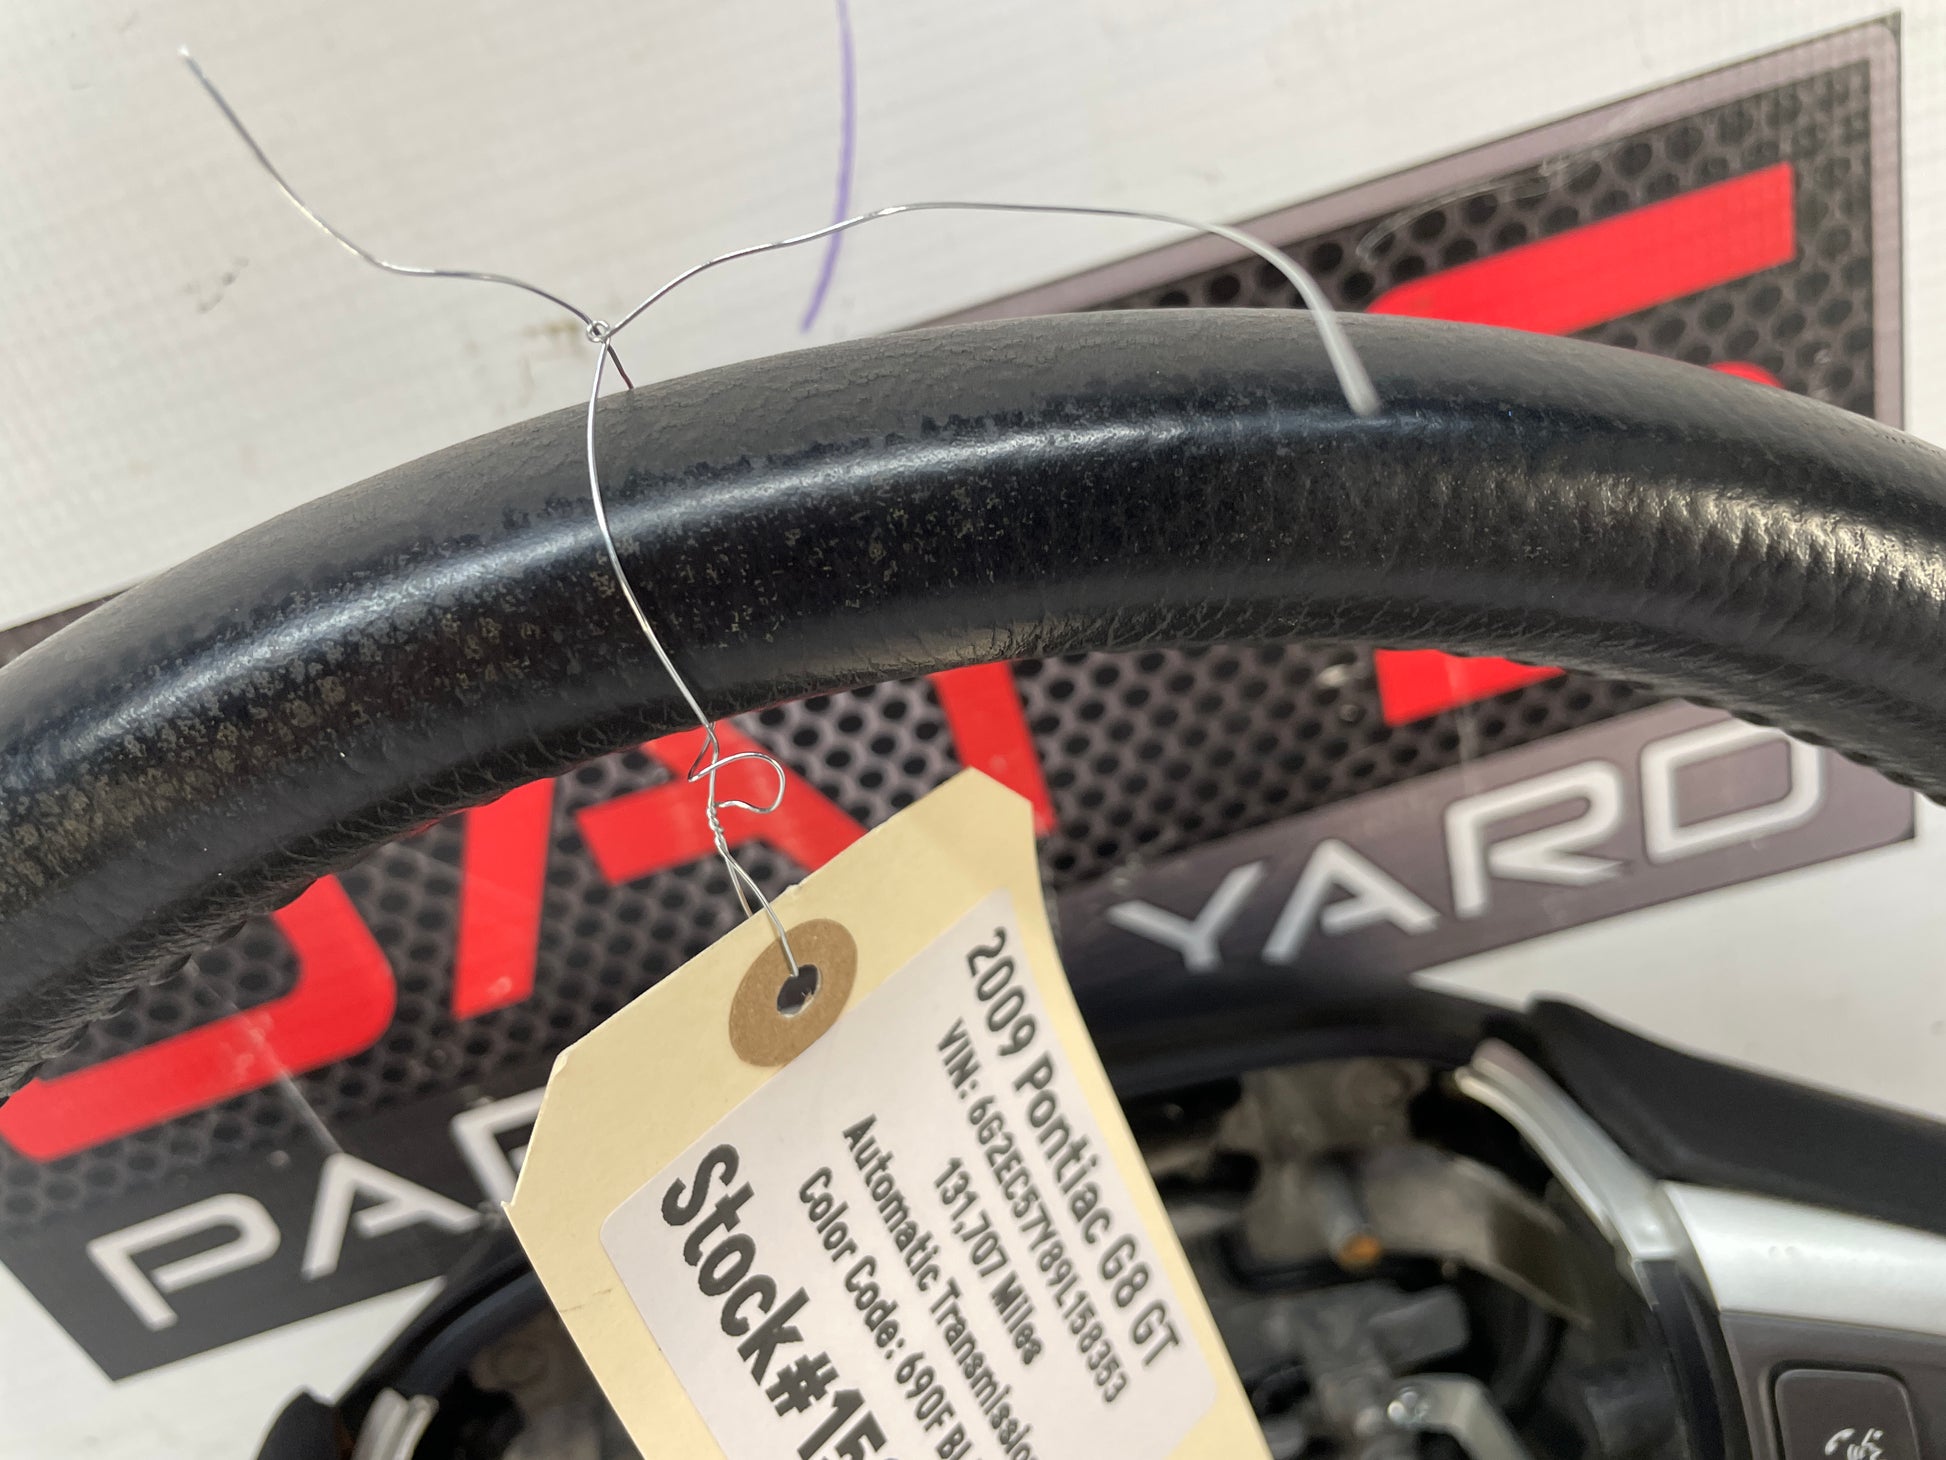 YARD
PA
2009 Pontiac G8 GT
VIN: 6G2EC57Y89L158353
131,707 Miles
Automatic Transmission
Color Code: 690F
Stock#15